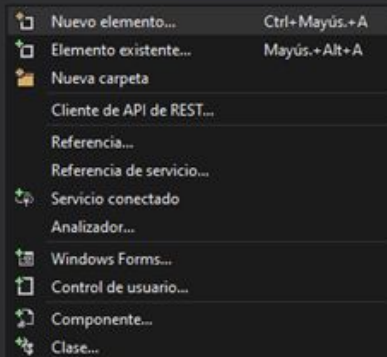 Nuevo elemento... Ctrl+Mayús.+A
Elemento existente... Mayús.+Alt+A
Nueva carpeta
Cliente de API de REST...
Referencia...
Referencia de servicio...
Servicio conectado
Analizador...
Windows Forms...
Control de usuario...
Componente...
Clase...